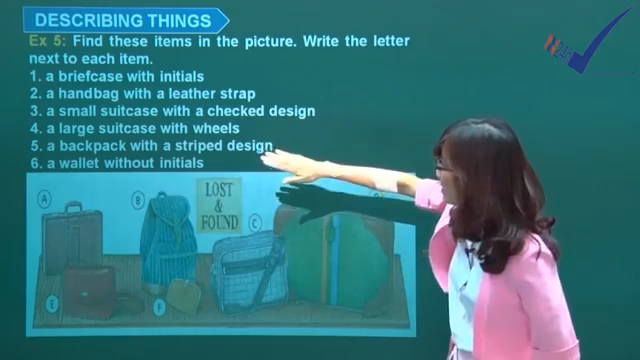 DESCRIBING THINGS
Ex 5: Find these items in the picture. Write the letter
next to each item.
1. a briefcase with initials
2. a handbag with a leather strap
3. a small suitcase with a checked design
4. a large suitcase with wheels
5. a backpack with a striped design
6. a wallet without initials
LOST
&
FOUND
A
B
C
E
F